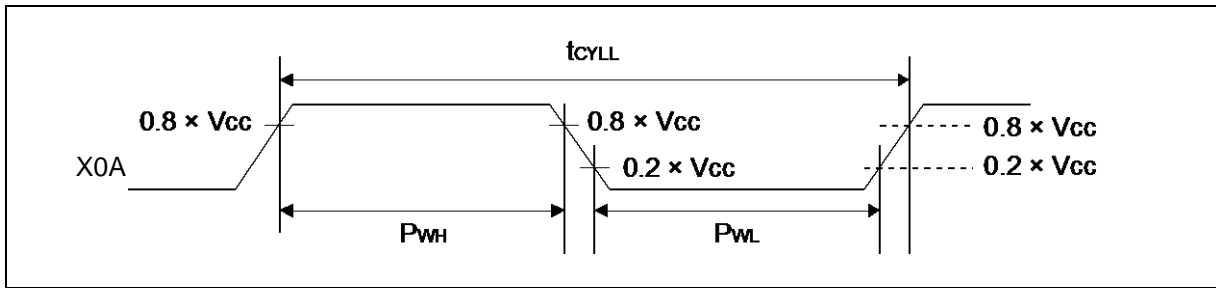 tCYLL
0.8 × Vcc
0.8 × Vcc
0.8 × Vcc
X0A
0.2 × Vcc
0.2 × Vcc
PWH
PWL